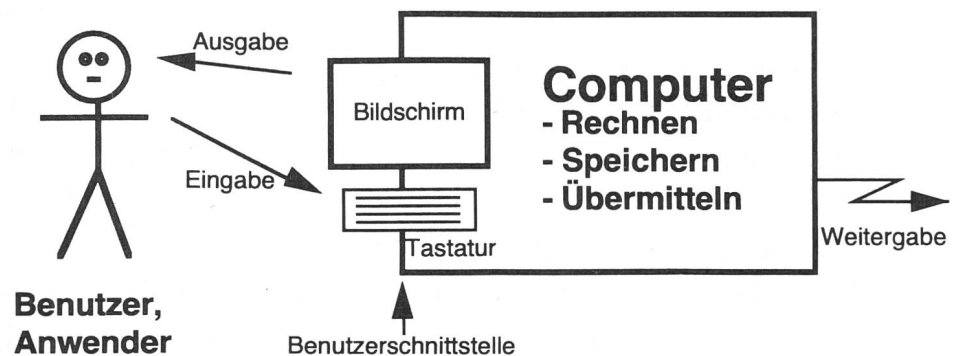 Ausgabe
Bildschirm
Computer
- Rechnen
- Speichern
- Übermitteln
Eingabe
Tastatur
Weitergabe
Benutzer,
Anwender
Benutzerschnittstelle